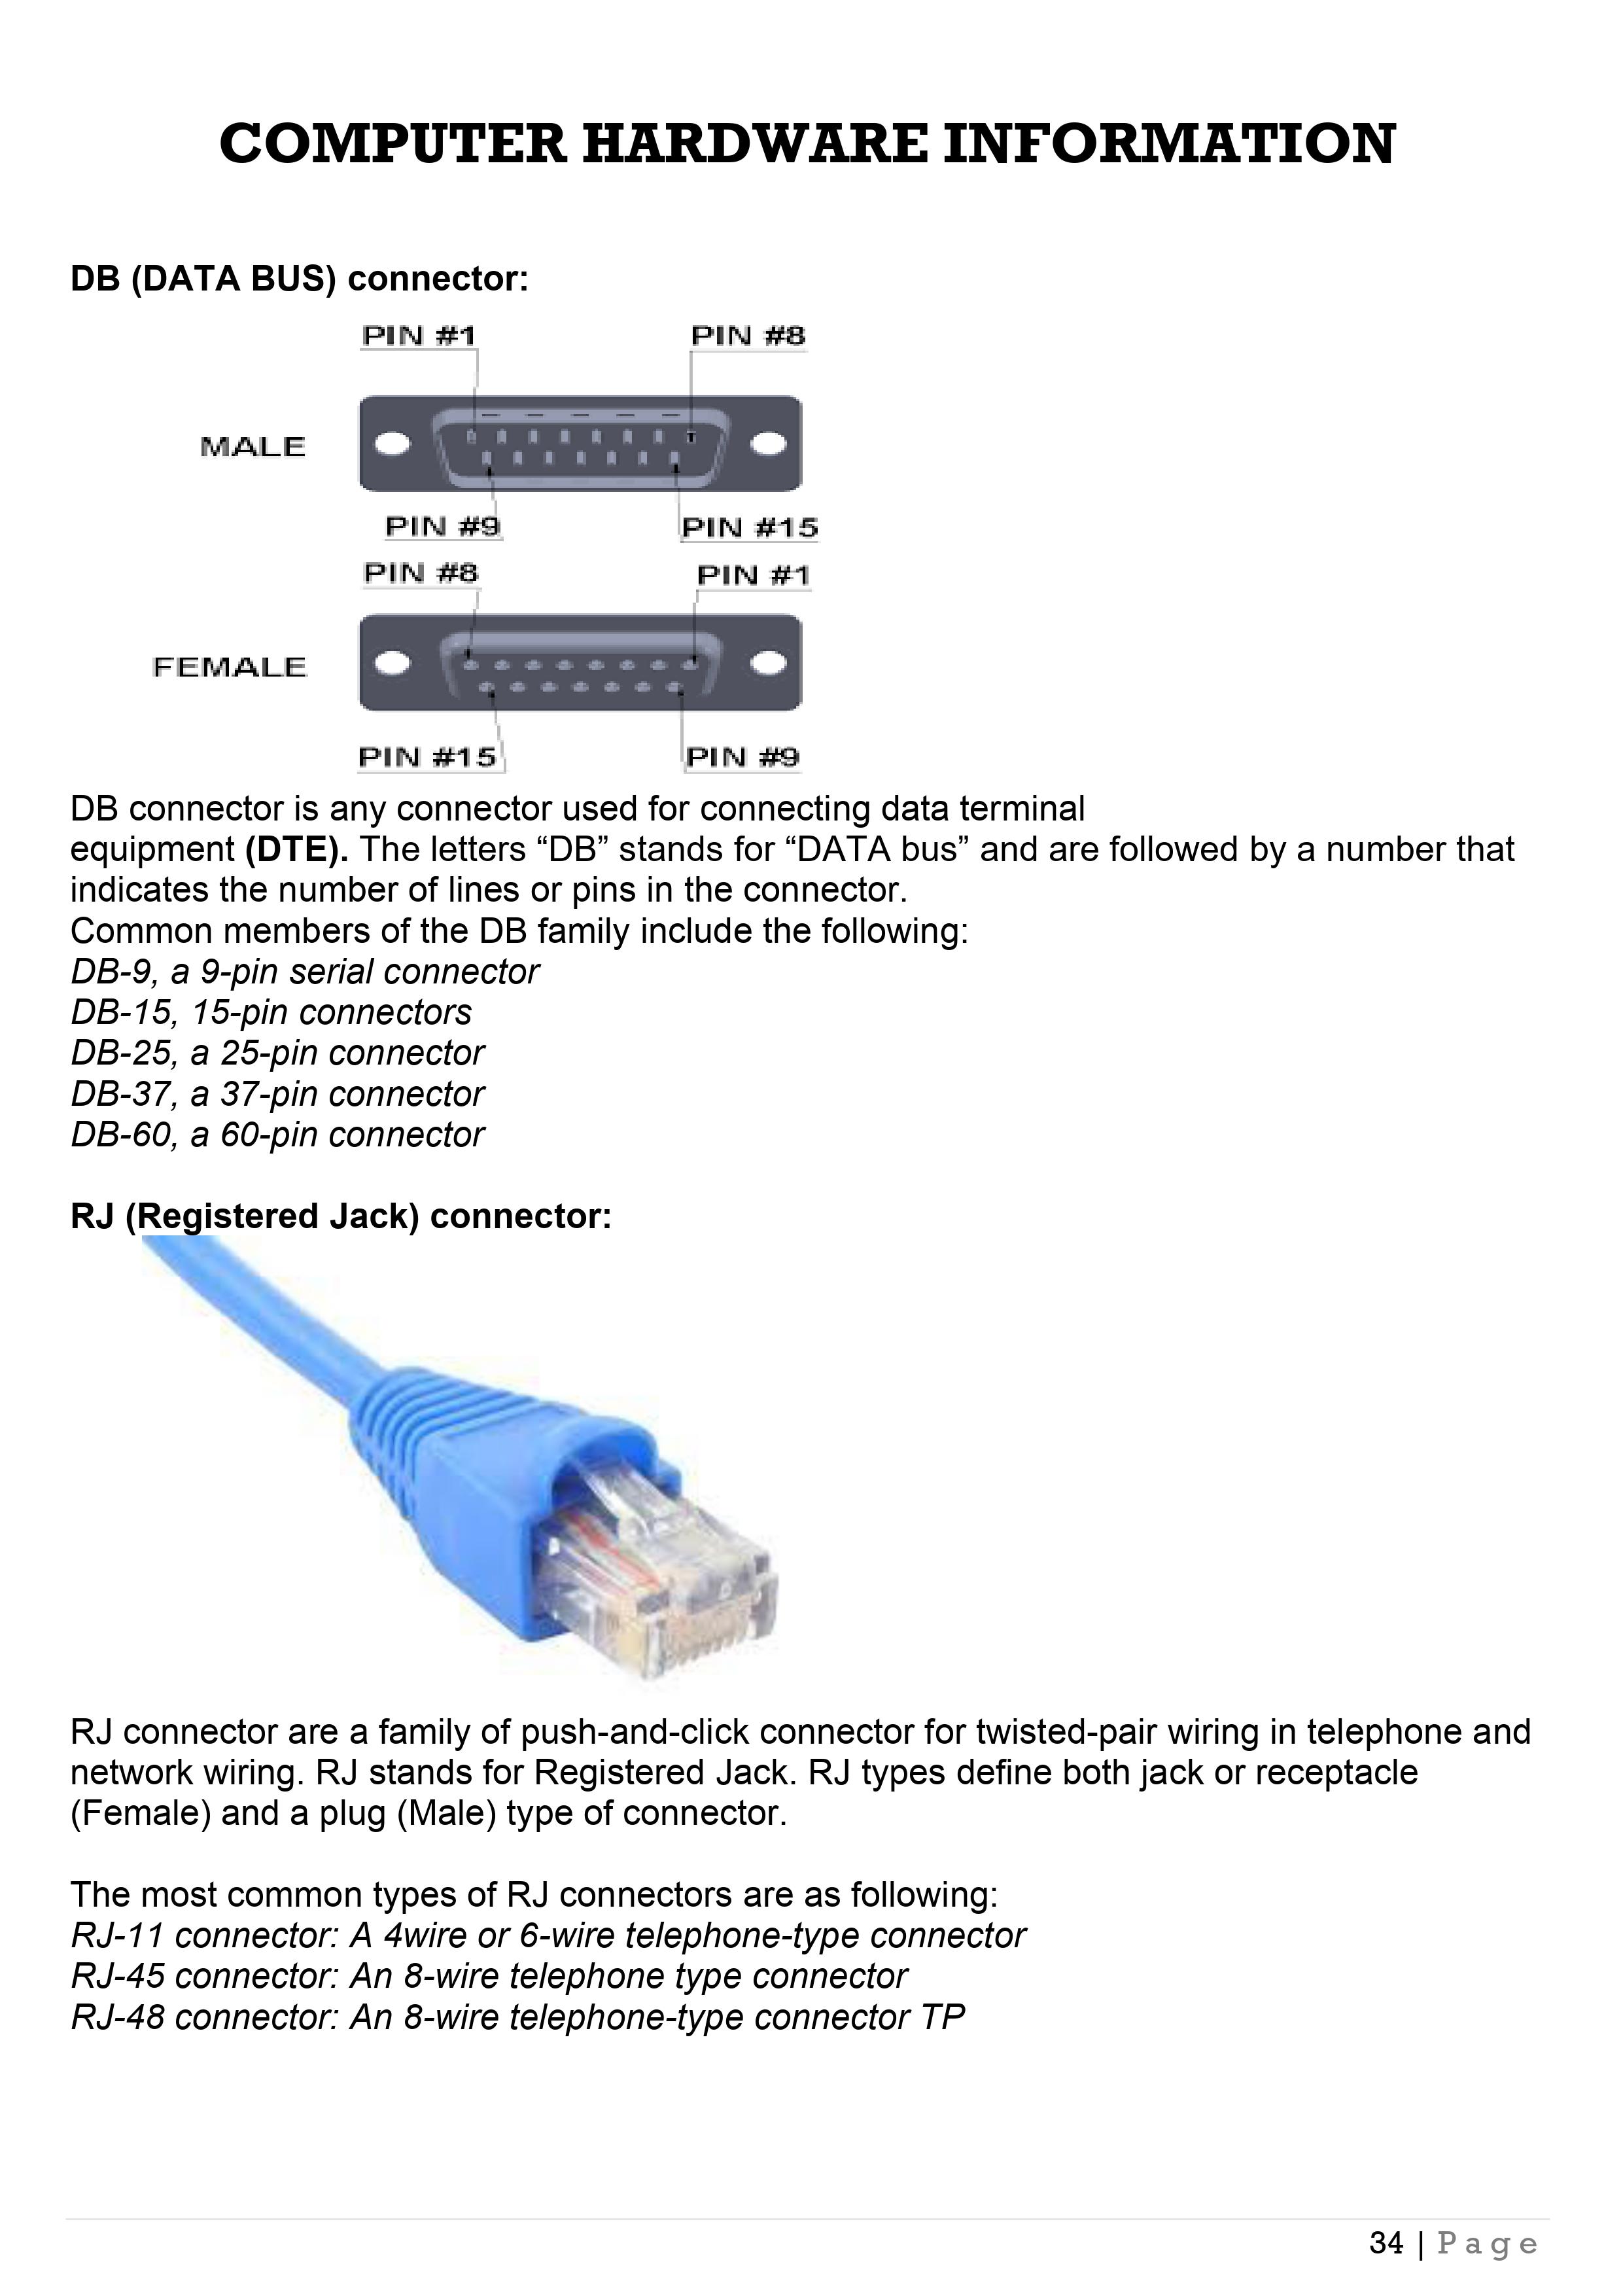 COMPUTER HARDWARE INFORMATION
DB (DATA BUS) connector:
PIN #1 PIN #8
MALE
PIN #9 PIN #15
PIN #8 PIN #1
FEMALE
PIN #15 PIN #9
DB connector is any connector used for connecting data terminal
equipment (DTE). The letters “DB” stands for “DATA bus” and are followed by a number that
indicates the number of lines or pins in the connector.
Common members of the DB family include the following:
DB-9, a 9-pin serial connector
DB-15, 15-pin connectors
DB-25, a 25-pin connector
DB-37, a 37-pin connector
DB-60, a 60-pin connector
RJ (Registered Jack) connector:
RJ connector are a family of push-and-click connector for twisted-pair wiring in telephone and
network wiring. RJ stands for Registered Jack. RJ types define both jack or receptacle
(Female) and a plug (Male) type of connector.
The most common types of RJ connectors are as following:
RJ-11 connector: A 4wire or 6-wire telephone-type connector
RJ-45 connector: An 8-wire telephone type connector
RJ-48 connector: An 8-wire telephone-type connector TP
34 | Page